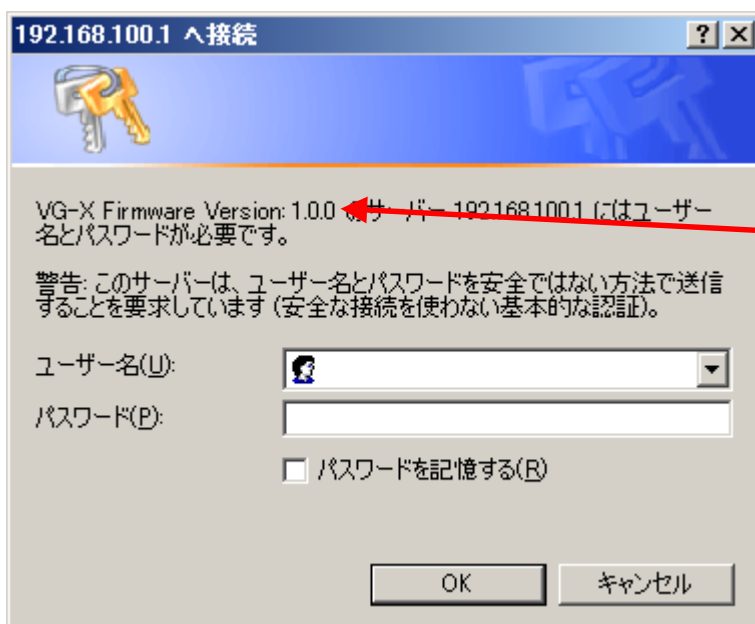 192.168.100.1 へ接続
VG-X Firmware Version: 1.0.0 のサーバー 192.168.100.1 にはユーザー
名とパスワードが必要です。
警告: このサーバーは、ユーザー名とパスワードを安全ではない方法で送信
することを要求しています (安全な接続を使わない基本的な認証)。
ユーザー名(U):
パスワード(P):
パスワードを記憶する(R)
OK キャンセル